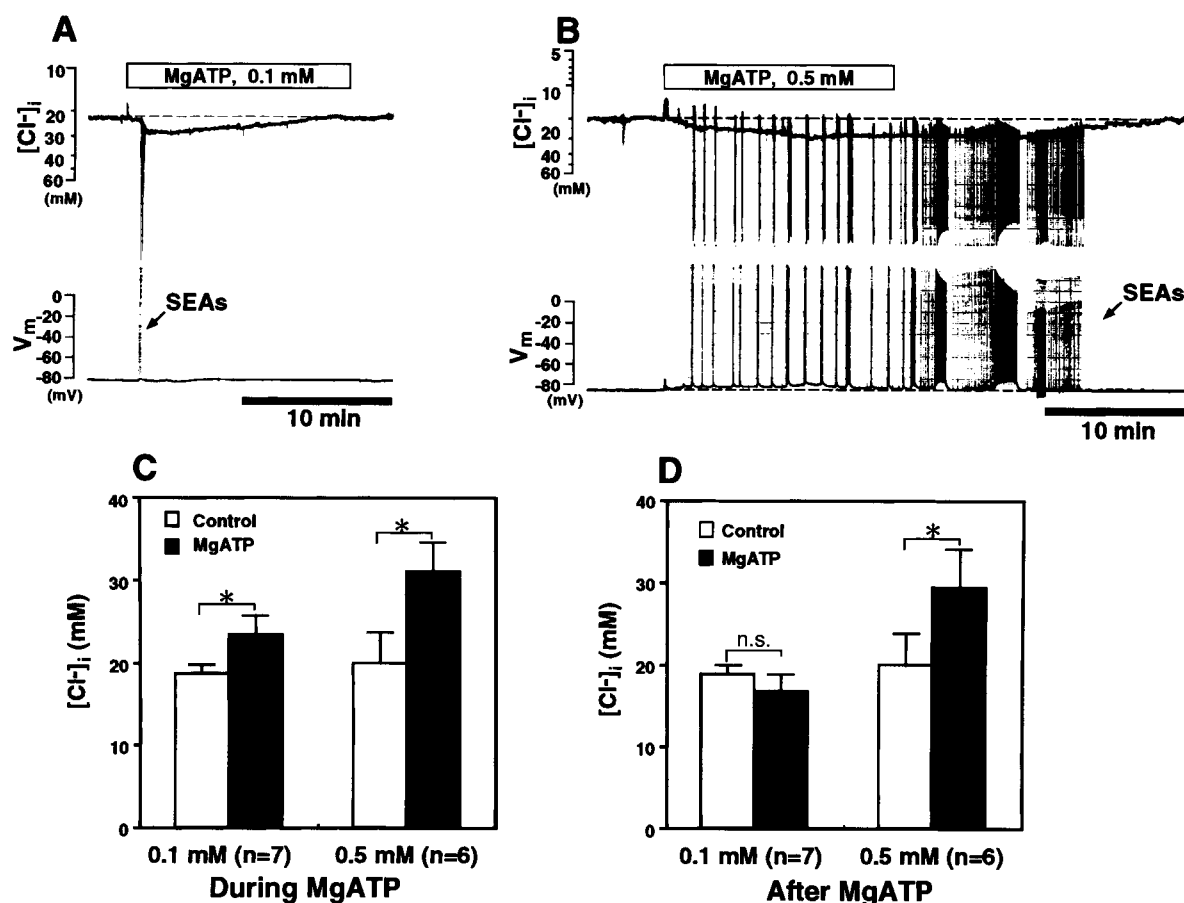 A
10
20
30
40
60
(mM)
[Cl-]i
MgATP, 0.1 mM
0
-20
-40
-60
-80
(mV)
Vm
SEAs
10 min
B
5
10
20
40
60
(mM)
[Cl-]i
MgATP, 0.5 mM
0
-20
-40
-60
-80
(mV)
Vm
SEAs
10 min
C
40
30
20
10
0
[Cl-]i (mM)
Control
MgATP
*
*
0.1 mM (n=7)
0.5 mM (n=6)
During MgATP
D
40
30
20
10
0
[Cl-]i (mM)
Control
MgATP
n.s.
*
0.1 mM (n=7)
0.5 mM (n=6)
After MgATP